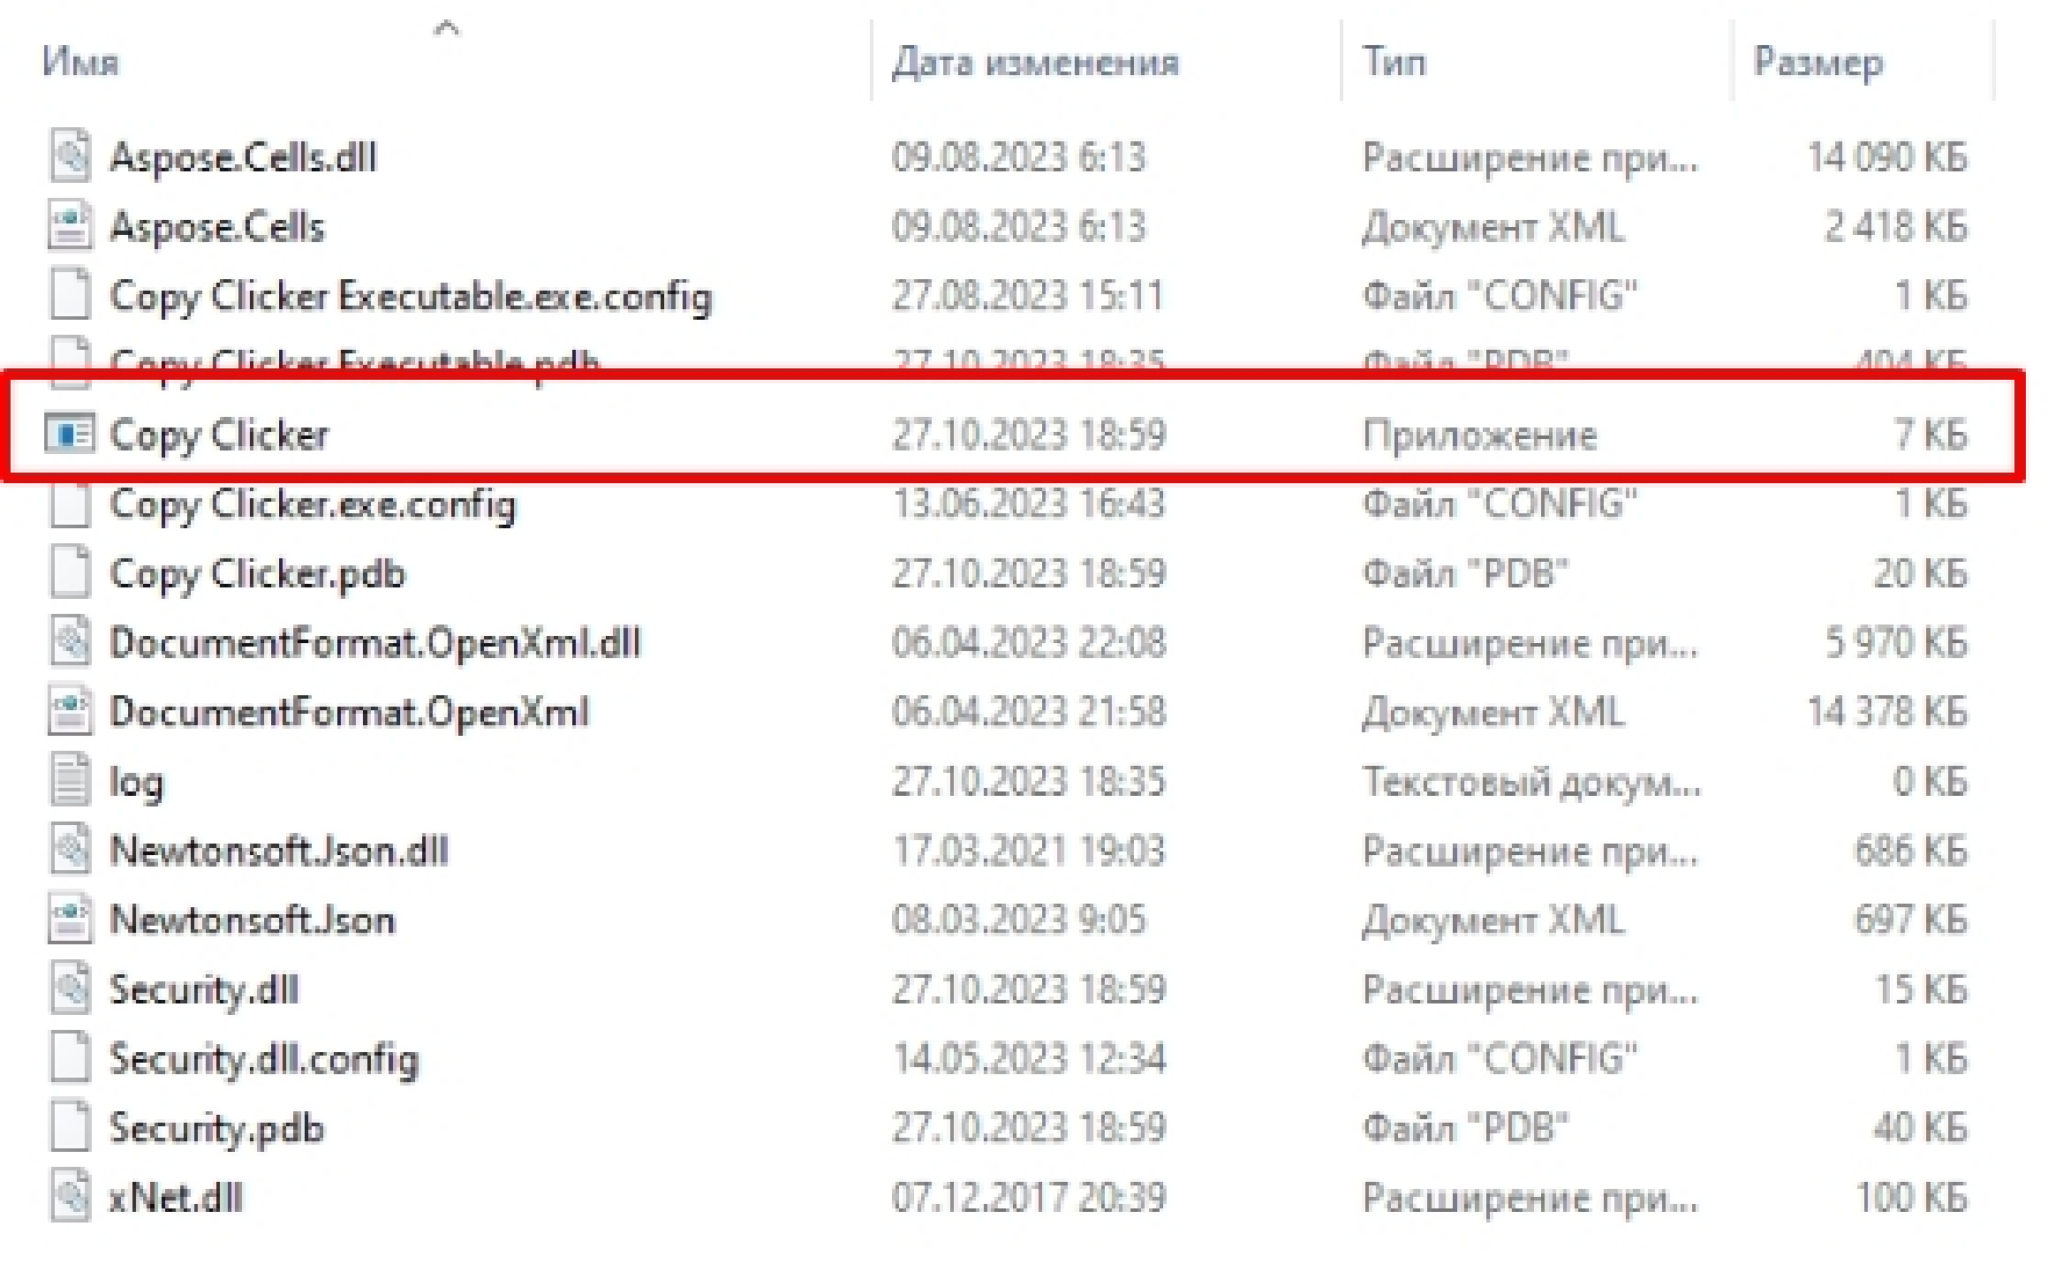 Имя Дата изменения Тип Размер
Aspose.Cells.dll 09.08.2023 6:13 Расширение при... 14 090 КБ
Aspose.Cells 09.08.2023 6:13 Документ XML 2 418 КБ
Copy Clicker Executable.exe.config 27.08.2023 15:11 Файл "CONFIG" 1 КБ
Copy Clicker Executable.pdb 27.10.2023 18:35 Файл "PDB" 404 КБ
Copy Clicker 27.10.2023 18:59 Приложение 7 КБ
Copy Clicker.exe.config 13.06.2023 16:43 Файл "CONFIG" 1 КБ
Copy Clicker.pdb 27.10.2023 18:59 Файл "PDB" 20 КБ
DocumentFormat.OpenXml.dll 06.04.2023 22:08 Расширение при... 5 970 КБ
DocumentFormat.OpenXml 06.04.2023 21:58 Документ XML 14 378 КБ
log 27.10.2023 18:35 Текстовый докум... 0 КБ
Newtonsoft.Json.dll 17.03.2021 19:03 Расширение при... 686 КБ
Newtonsoft.Json 08.03.2023 9:05 Документ XML 697 КБ
Security.dll 27.10.2023 18:59 Расширение при... 15 КБ
Security.dll.config 14.05.2023 12:34 Файл "CONFIG" 1 КБ
Security.pdb 27.10.2023 18:59 Файл "PDB" 40 КБ
xNet.dll 07.12.2017 20:39 Расширение при... 100 КБ